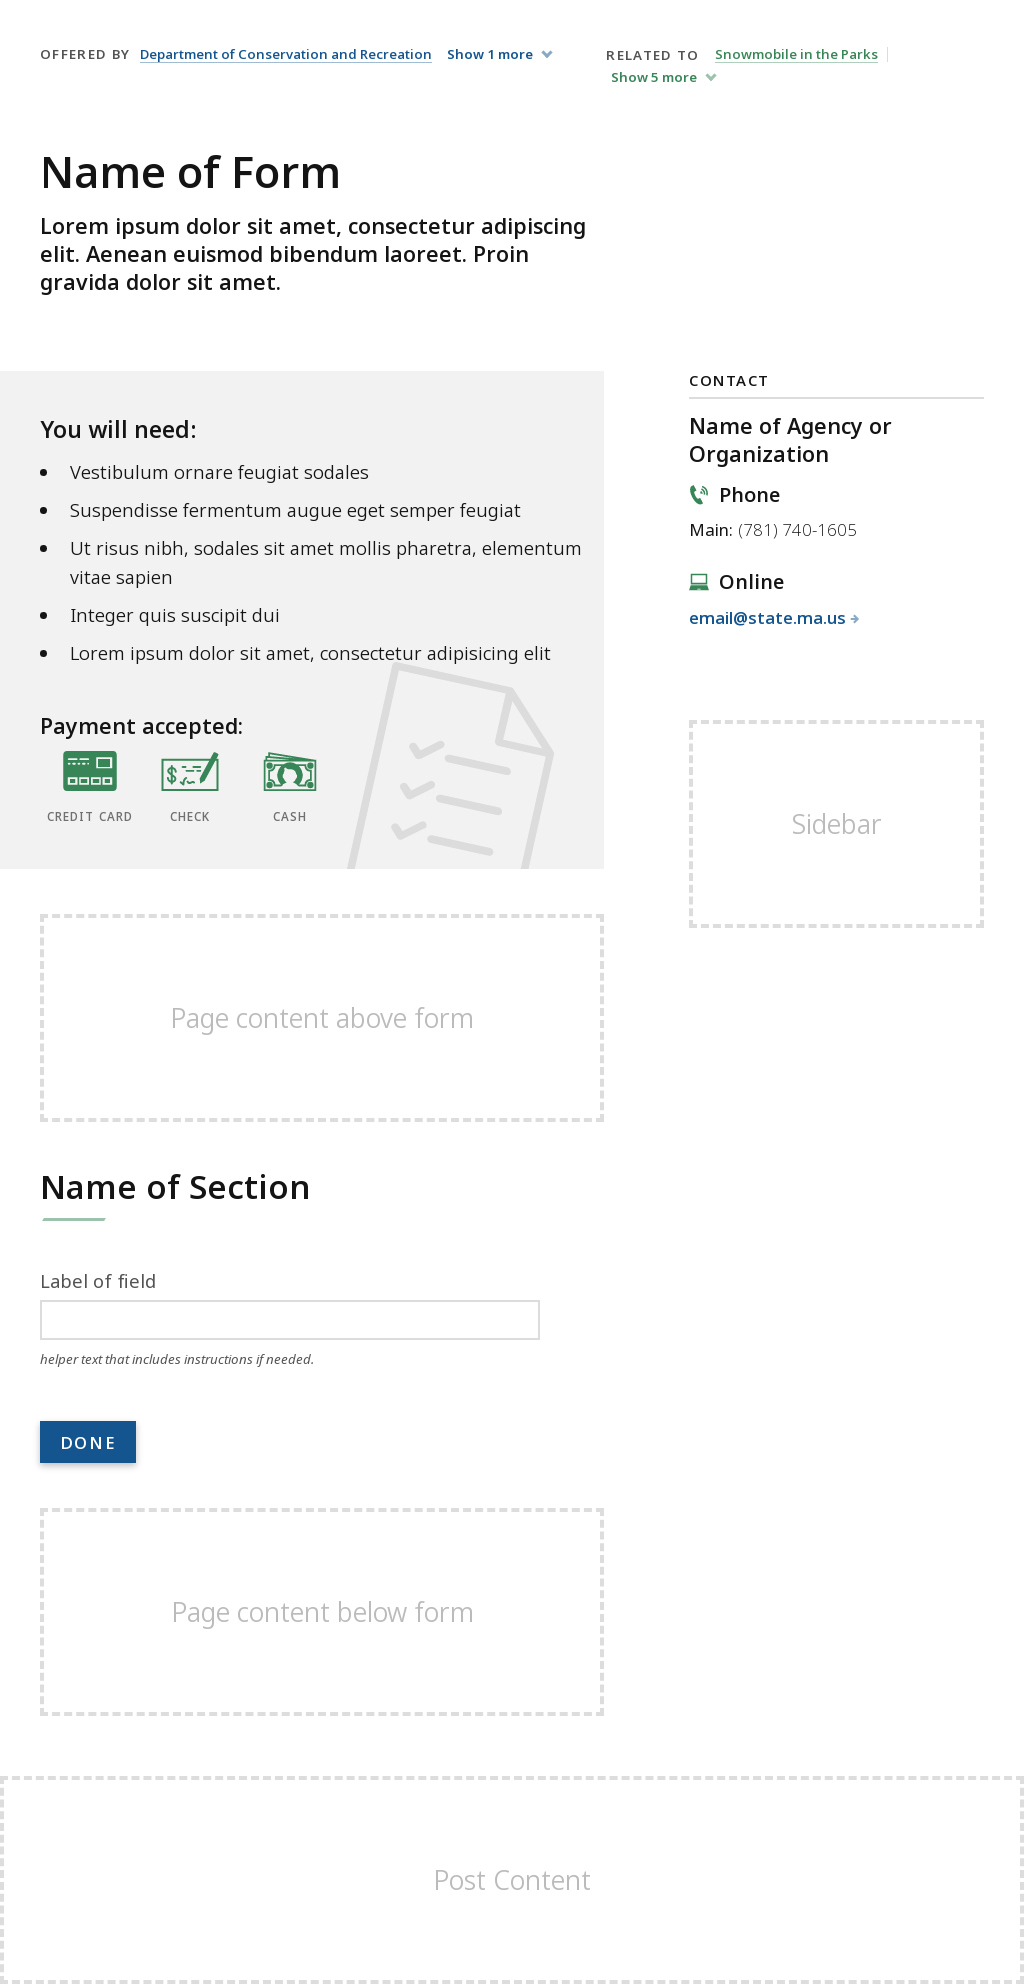 OFFERED BY Department of Conservation and Recreation Show 1 more
RELATED TO Snowmobile in the Parks
Show 5 more
Name of Form
Lorem ipsum dolor sit amet, consectetur adipiscing
elit. Aenean euismod bibendum laoreet. Proin
gravida dolor sit amet.
You will need:
Vestibulum ornare feugiat sodales
Suspendisse fermentum augue eget semper feugiat
Ut risus nibh, sodales sit amet mollis pharetra, elementum
vitae sapien
Integer quis suscipit dui
Lorem ipsum dolor sit amet, consectetur adipisicing elit
Payment accepted:
CREDIT CARD
CHECK
CASH
CONTACT
Name of Agency or
Organization
Phone
Main: (781) 740-1605
Online
email@state.ma.us
Sidebar
Page content above form
Name of Section
Label of field
helper text that includes instructions if needed.
DONE
Page content below form
Post Content